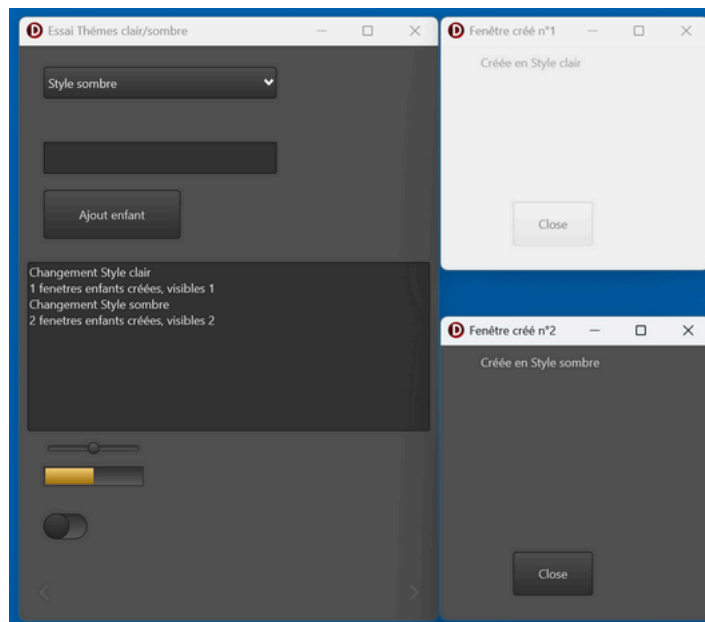 Essai Thémes clair/sombre
Style sombre
Ajout enfant
Changement Style clair
1 fenetres enfants créées, visibles 1
Changement Style sombre
2 fenetres enfants créées, visibles 2
Fenêtre créé n°1
Créée en Style clair
Close
Fenêtre créé n°2
Créée en Style sombre
Close